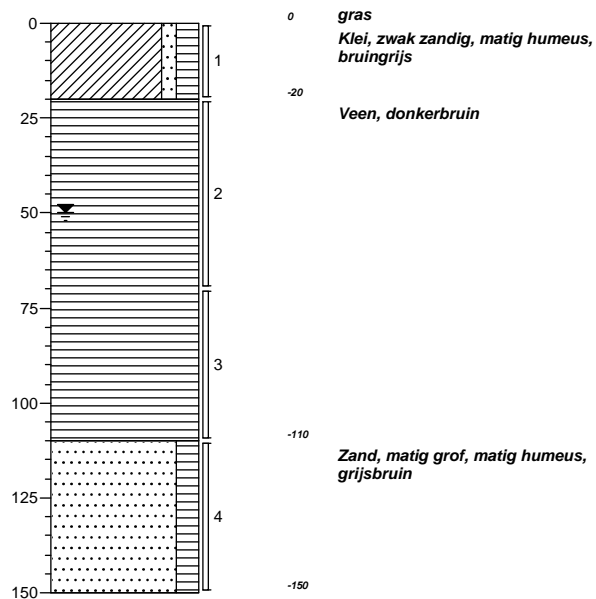 0
0
gras
Klei, zwak zandig, matig humeus,
bruingrijs
1
-20
Veen, donkerbruin
25
2
50
75
3
100
-110
Zand, matig grof, matig humeus,
grijsbruin
125
4
150
-150